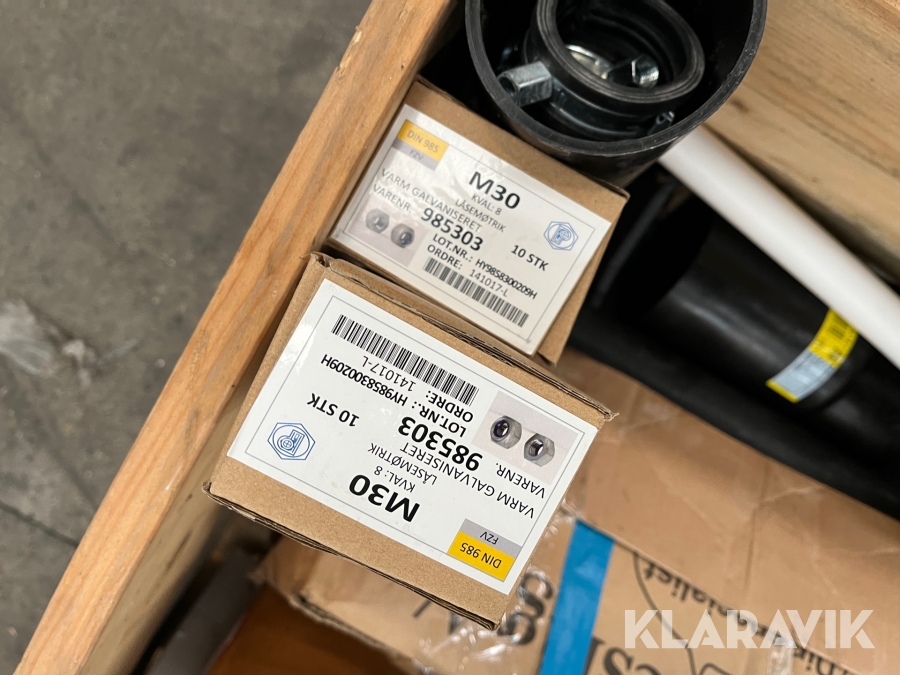 DIN 985
FZV
M30
KVAL: 8
LÅSEMØTRIK
VARM GALVANISERET
VARENR. 985303
10 STK
LOT.NR.: HY9858300209H
ORDRE: 141017-L
DIN 985
FZV
M30
KVAL: 8
LÅSEMØTRIK
VARM GALVANISERET
VARENR. 985303
10 STK
LOT.NR.: HY9858300209H
ORDRE: 141017-L
KLARAVIK